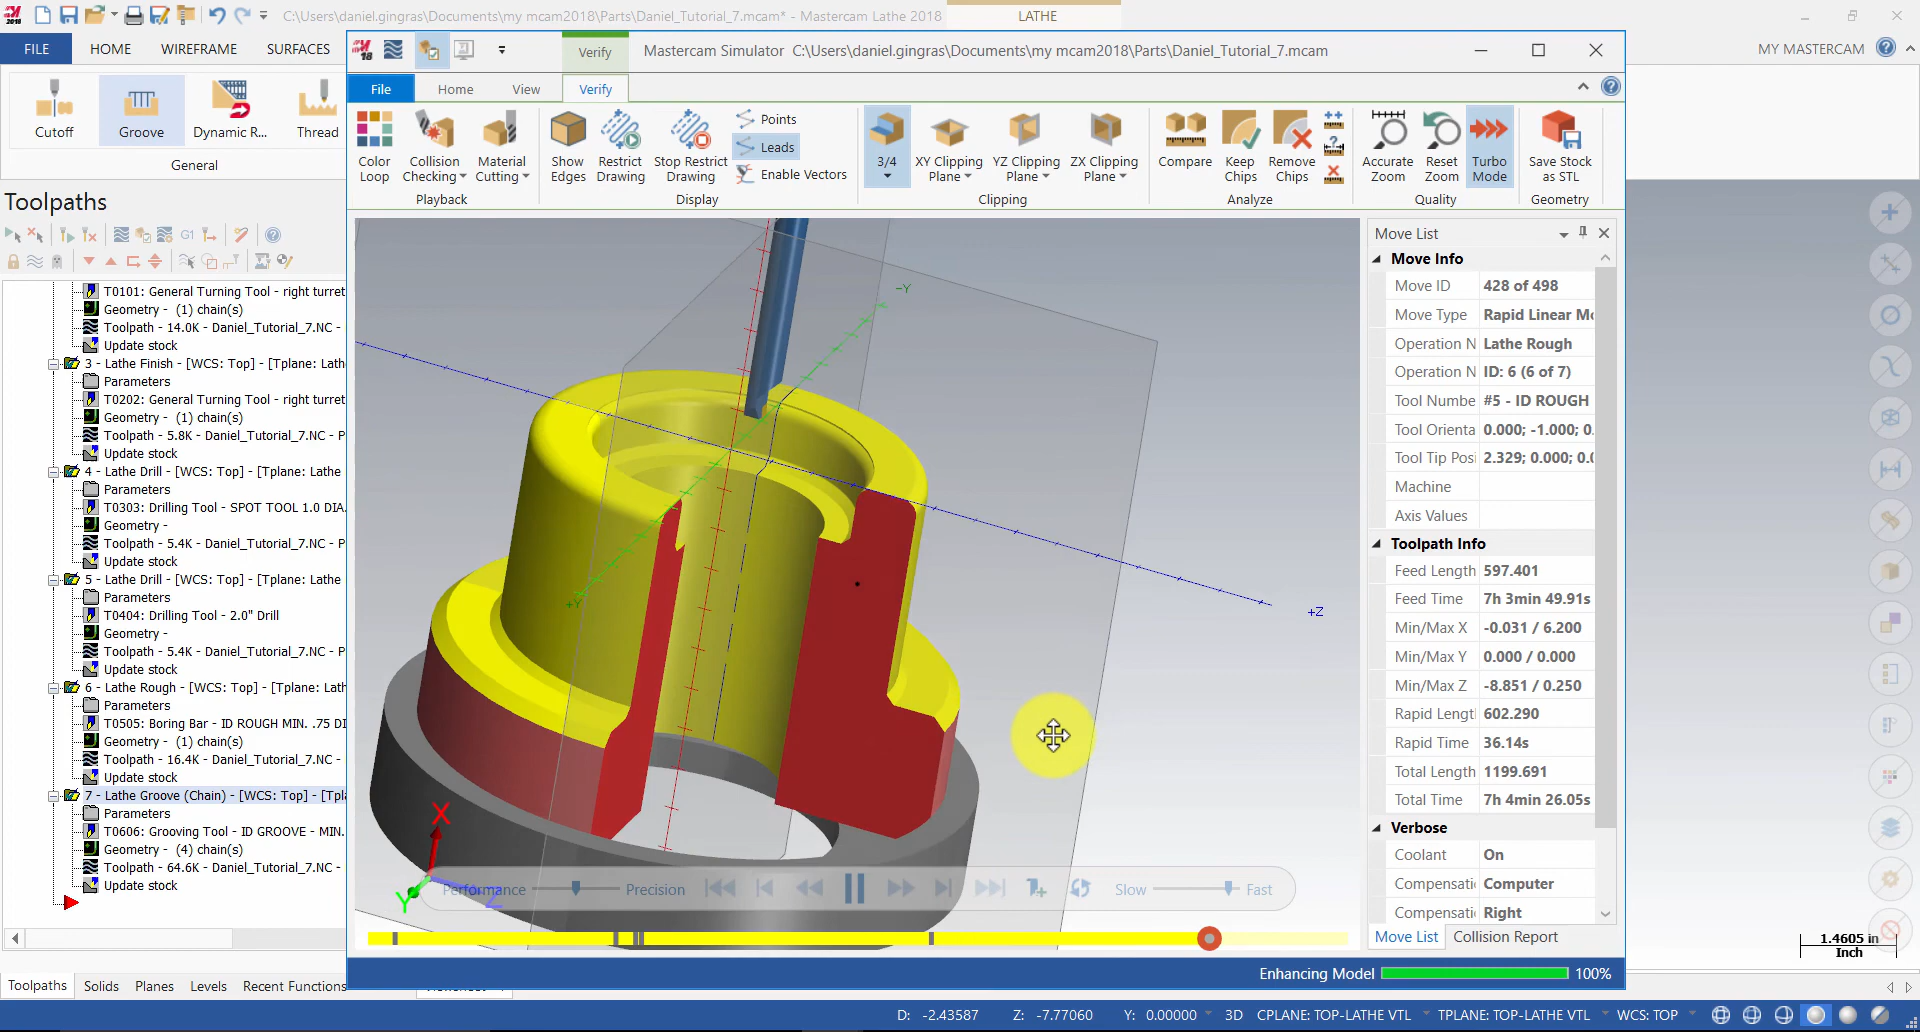 C:\Users\daniel.gingras\Documents\my mcam2018\Parts\Daniel_Tutorial_7.mcam* - Mastercam Lathe 2018
LATHE
FILE
HOME
WIREFRAME
SURFACES
MY MASTERCAM
Verify
Mastercam Simulator C:\Users\daniel.gingras\Documents\my mcam2018\Parts\Daniel_Tutorial_7.mcam
File
Home
View
Verify
Cutoff
Groove
Dynamic R...
Thread
General
Color Loop
Collision Checking
Material Cutting
Playback
Show Edges
Restrict Drawing
Stop Restrict Drawing
Points
Leads
Enable Vectors
Display
3/4
XY Clipping Plane
YZ Clipping Plane
ZX Clipping Plane
Clipping
Compare
Keep Chips
Remove Chips
Analyze
Accurate Zoom
Reset Zoom
Turbo Mode
Quality
Save Stock as STL
Geometry
Toolpaths
G1
T0101: General Turning Tool - right turret
Geometry - (1) chain(s)
Toolpath - 14.0K - Daniel_Tutorial_7.NC -
Update stock
3 - Lathe Finish - [WCS: Top] - [Tplane: Lath
Parameters
T0202: General Turning Tool - right turret
Geometry - (1) chain(s)
Toolpath - 5.8K - Daniel_Tutorial_7.NC - P
Update stock
4 - Lathe Drill - [WCS: Top] - [Tplane: Lathe
Parameters
T0303: Drilling Tool - SPOT TOOL 1.0 DIA.
Geometry -
Toolpath - 5.4K - Daniel_Tutorial_7.NC - P
Update stock
5 - Lathe Drill - [WCS: Top] - [Tplane: Lathe
Parameters
T0404: Drilling Tool - 2.0" Drill
Geometry -
Toolpath - 5.4K - Daniel_Tutorial_7.NC - P
Update stock
6 - Lathe Rough - [WCS: Top] - [Tplane: Lath
Parameters
T0505: Boring Bar - ID ROUGH MIN. .75 DI
Geometry - (1) chain(s)
Toolpath - 16.4K - Daniel_Tutorial_7.NC -
Update stock
7 - Lathe Groove (Chain) - [WCS: Top] - [Tpla
Parameters
T0606: Grooving Tool - ID GROOVE - MIN.
Geometry - (4) chain(s)
Toolpath - 64.6K - Daniel_Tutorial_7.NC -
Update stock
-Y
+Y
+Z
X
Y
Z
Performance
Precision
Slow
Fast
Move List
Move Info
Move ID 428 of 498
Move Type Rapid Linear Mo
Operation N Lathe Rough
Operation N ID: 6 (6 of 7)
Tool Numbe #5 - ID ROUGH
Tool Orienta 0.000; -1.000; 0.
Tool Tip Posi 2.329; 0.000; 0.0
Machine
Axis Values
Toolpath Info
Feed Length 597.401
Feed Time 7h 3min 49.91s
Min/Max X -0.031 / 6.200
Min/Max Y 0.000 / 0.000
Min/Max Z -8.851 / 0.250
Rapid Lengt 602.290
Rapid Time 36.14s
Total Length 1199.691
Total Time 7h 4min 26.05s
Verbose
Coolant On
Compensati Computer
Compensati Right
Move List
Collision Report
1.4605 in
Inch
Enhancing Model 100%
Toolpaths
Solids
Planes
Levels
Recent Functions
D: -2.43587 Z: -7.77060 Y: 0.00000 3D CPLANE: TOP-LATHE VTL TPLANE: TOP-LATHE VTL WCS: TOP